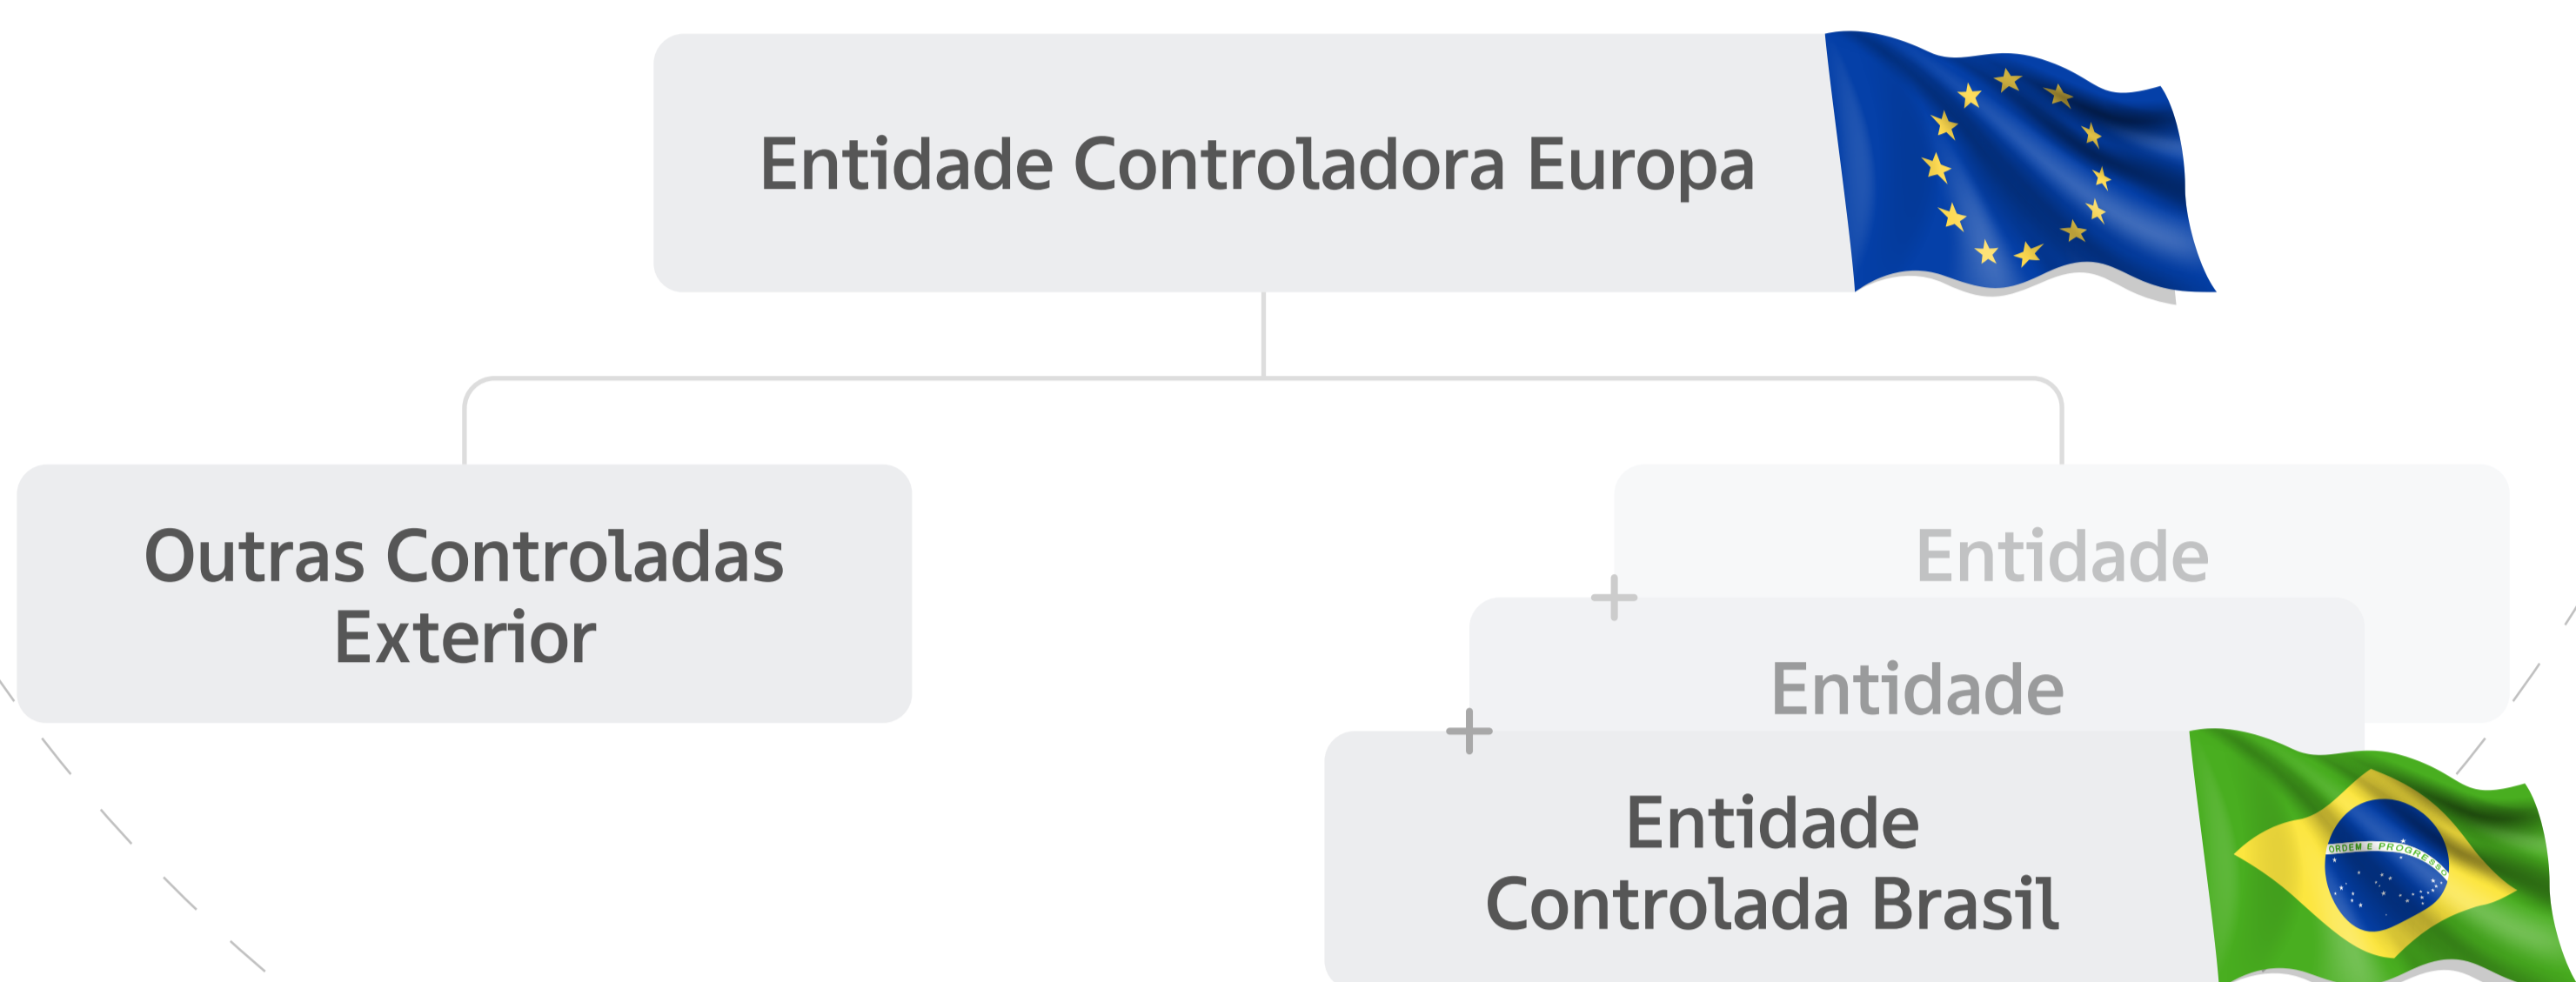 Entidade Controladora Europa
Outras Controladas
Exterior
Entidade
Entidade
Entidade
Controlada Brasil
ORDEM E PROGRESSO